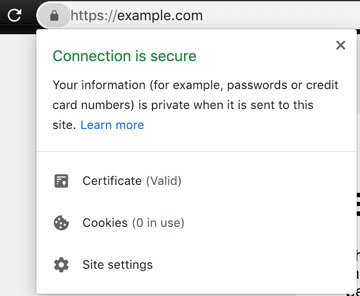 https://example.com
Connection is secure
Your information (for example, passwords or credit
card numbers) is private when it is sent to this
site. Learn more
Certificate (Valid)
Cookies (0 in use)
Site settings